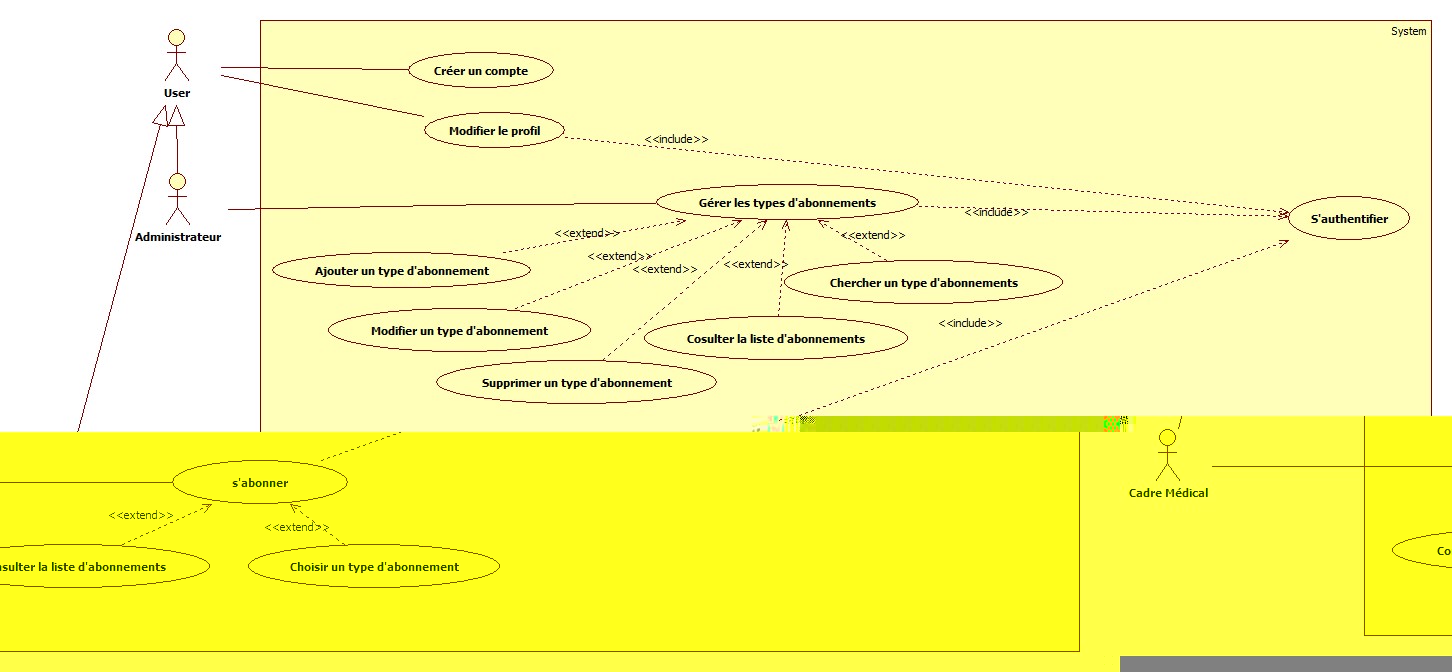 System
User
Créer un compte
Modifier le profil
<<include>>
Administrateur
Gérer les types d'abonnements
<<include>>
S'authentifier
<<extend>>
<<extend>>
<<extend>>
<<extend>>
<<extend>>
Ajouter un type d'abonnement
Chercher un type d'abonnements
Modifier un type d'abonnement
Cosulter la liste d'abonnements
<<include>>
Supprimer un type d'abonnement
s'abonner
Cadre Médical
<<extend>>
<<extend>>
nsulter la liste d'abonnements
Choisir un type d'abonnement
Co